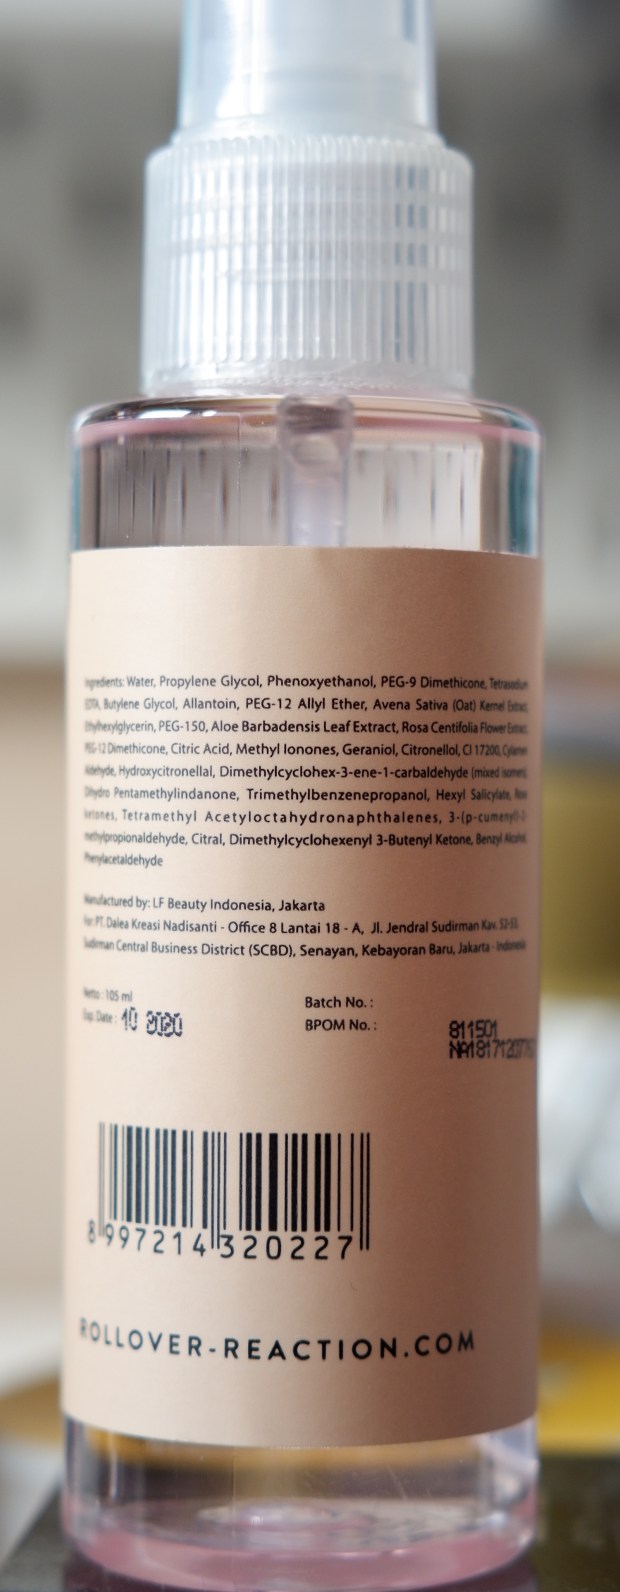 Ingredients: Water, Propylene Glycol, Phenoxyethanol, PEG-9 Dimethicone, Tetrasodium
EDTA, Butylene Glycol, Allantoin, PEG-12 Allyl Ether, Avena Sativa (Oat) Kernel Extract,
Ethylhexylglycerin, PEG-150, Aloe Barbadensis Leaf Extract, Rosa Centifolia Flower Extract,
PEG-12 Dimethicone, Citric Acid, Methyl Ionones, Geraniol, Citronellol, CI 17200, Cylamen
Aldehyde, Hydroxycitronellal, Dimethylcyclohex-3-ene-1-carbaldehyde (mixed isomers),
Dihydro Pentamethylindanone, Trimethylbenzenepropanol, Hexyl Salicylate, Rose
ketones, Tetramethyl Acetyloctahydronaphthalenes, 3-(p-cumenyl)-2-
methylpropionaldehyde, Citral, Dimethylcyclohexenyl 3-Butenyl Ketone, Benzyl Alcohol,
Phenylacetaldehyde
Manufactured by: LF Beauty Indonesia, Jakarta
For: PT. Dalea Kreasi Nadisanti - Office 8 Lantai 18 - A, Jl. Jendral Sudirman Kav. 52-53,
Sudirman Central Business District (SCBD), Senayan, Kebayoran Baru, Jakarta - Indonesia
Netto : 105 ml
Exp. Date : 10 2020
Batch No. : 811501
BPOM No. :
8 997214 320227
ROLLOVER-REACTION.COM